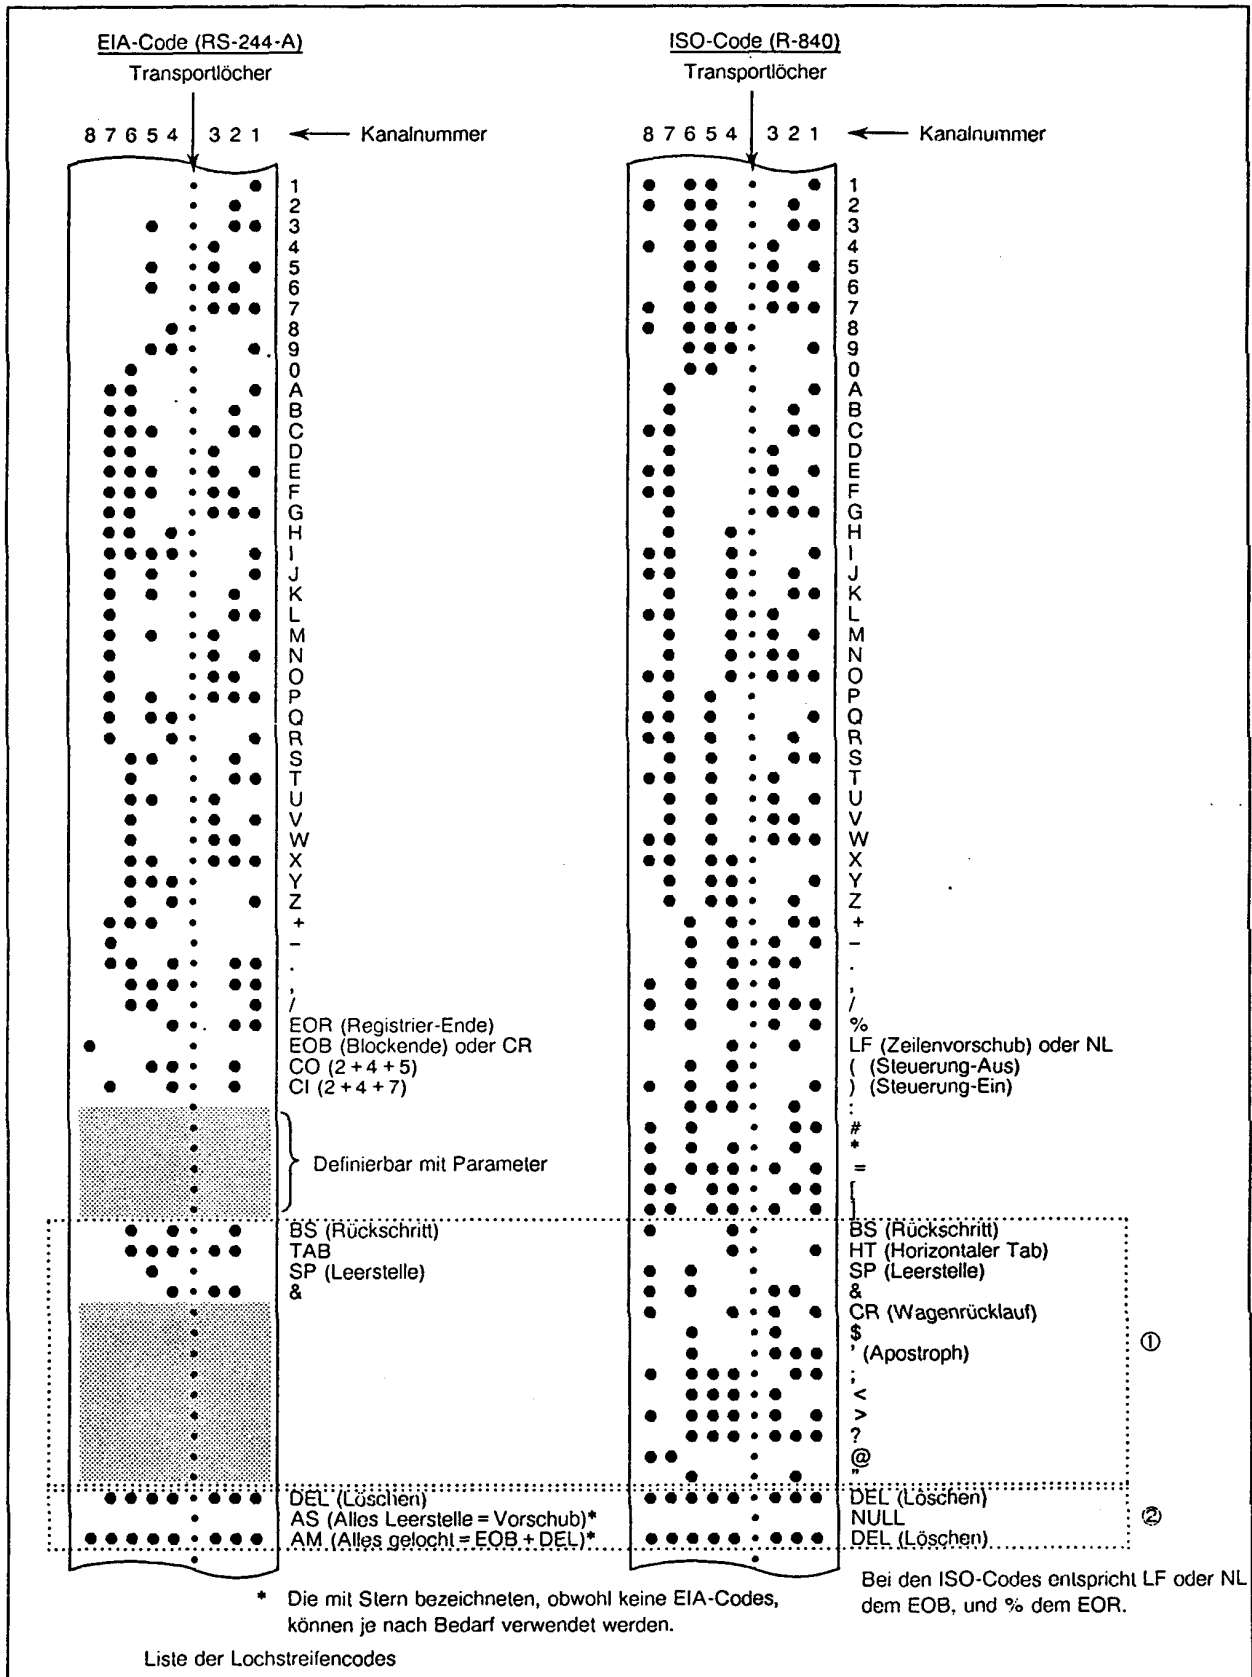 EIA-Code (RS-244-A)
Transportlöcher
8 7 6 5 4 3 2 1 ← Kanalnummer
1
2
3
4
5
6
7
8
9
0
A
B
C
D
E
F
G
H
I
J
K
L
M
N
O
P
Q
R
S
T
U
V
W
X
Y
Z
+
-
.
,
/
EOR (Registrier-Ende)
EOB (Blockende) oder CR
CO (2+4+5)
CI (2+4+7)
Definierbar mit Parameter
BS (Rückschritt)
TAB
SP (Leerstelle)
&
DEL (Löschen)
AS (Alles Leerstelle = Vorschub)*
AM (Alles gelocht = EOB + DEL)*
ISO-Code (R-840)
Transportlöcher
8 7 6 5 4 3 2 1 ← Kanalnummer
1
2
3
4
5
6
7
8
9
0
A
B
C
D
E
F
G
H
I
J
K
L
M
N
O
P
Q
R
S
T
U
V
W
X
Y
Z
+
-
.
,
/
%
LF (Zeilenvorschub) oder NL
( (Steuerung-Aus)
) (Steuerung-Ein)
:
#
*
=
[
]
BS (Rückschritt)
HT (Horizontaler Tab)
SP (Leerstelle)
&
CR (Wagenrücklauf)
$
' (Apostroph)
;
<
>
?
@
"
①
DEL (Löschen)
NULL
DEL (Löschen)
②
* Die mit Stern bezeichneten, obwohl keine EIA-Codes,
können je nach Bedarf verwendet werden.
Bei den ISO-Codes entspricht LF oder NL
dem EOB, und % dem EOR.
Liste der Lochstreifencodes